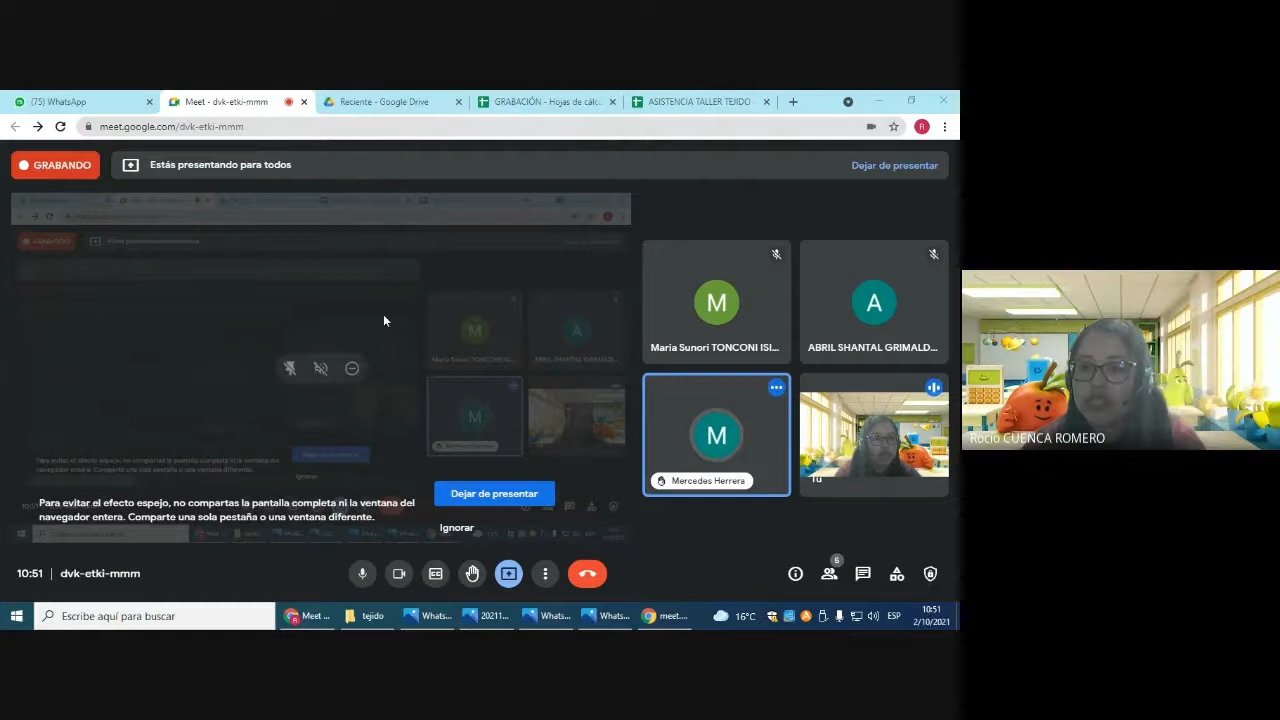 (75) WhatsApp
Meet - dvk-etki-mmm
Reciente - Google Drive
GRABACIÓN - Hojas de cálc
ASISTENCIA TALLER TEJIDO -
meet.google.com/dvk-etki-mmm
R
GRABANDO
Estás presentando para todos
Dejar de presentar
M
Maria Sunori TONCONI ISI...
A
ABRIL SHANTAL GRIMALD...
M
Mercedes Herrera
Tú
Para evitar el efecto espejo, no compartas la pantalla completa ni la ventana del
navegador entera. Comparte una sola pestaña o una ventana diferente.
Dejar de presentar
Ignorar
10:51 | dvk-etki-mmm
Escribe aquí para buscar
Meet ...
tejido
Whats...
20211...
Whats...
Whats...
meet....
16°C
ESP
10:51
2/10/2021
Rocio CUENCA ROMERO